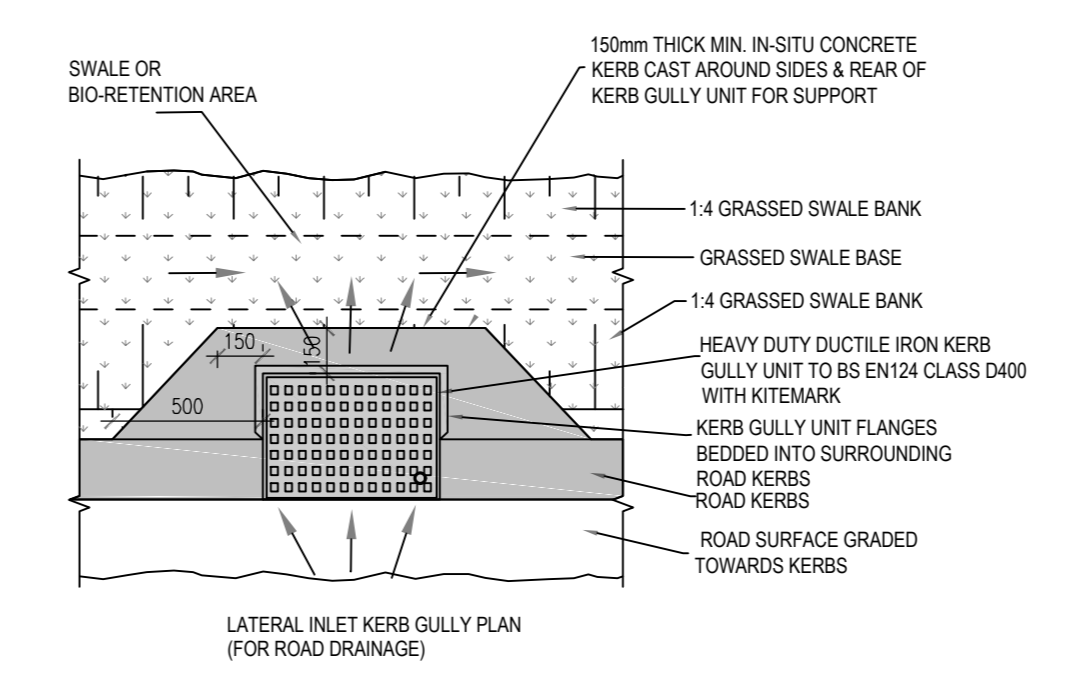 SWALE OR
BIO-RETENTION AREA
150mm THICK MIN. IN-SITU CONCRETE
KERB CAST AROUND SIDES & REAR OF
KERB GULLY UNIT FOR SUPPORT
1:4 GRASSED SWALE BANK
GRASSED SWALE BASE
1:4 GRASSED SWALE BANK
150
150
500
HEAVY DUTY DUCTILE IRON KERB
GULLY UNIT TO BS EN124 CLASS D400
WITH KITEMARK
KERB GULLY UNIT FLANGES
BEDDED INTO SURROUNDING
ROAD KERBS
ROAD KERBS
ROAD SURFACE GRADED
TOWARDS KERBS
LATERAL INLET KERB GULLY PLAN
(FOR ROAD DRAINAGE)